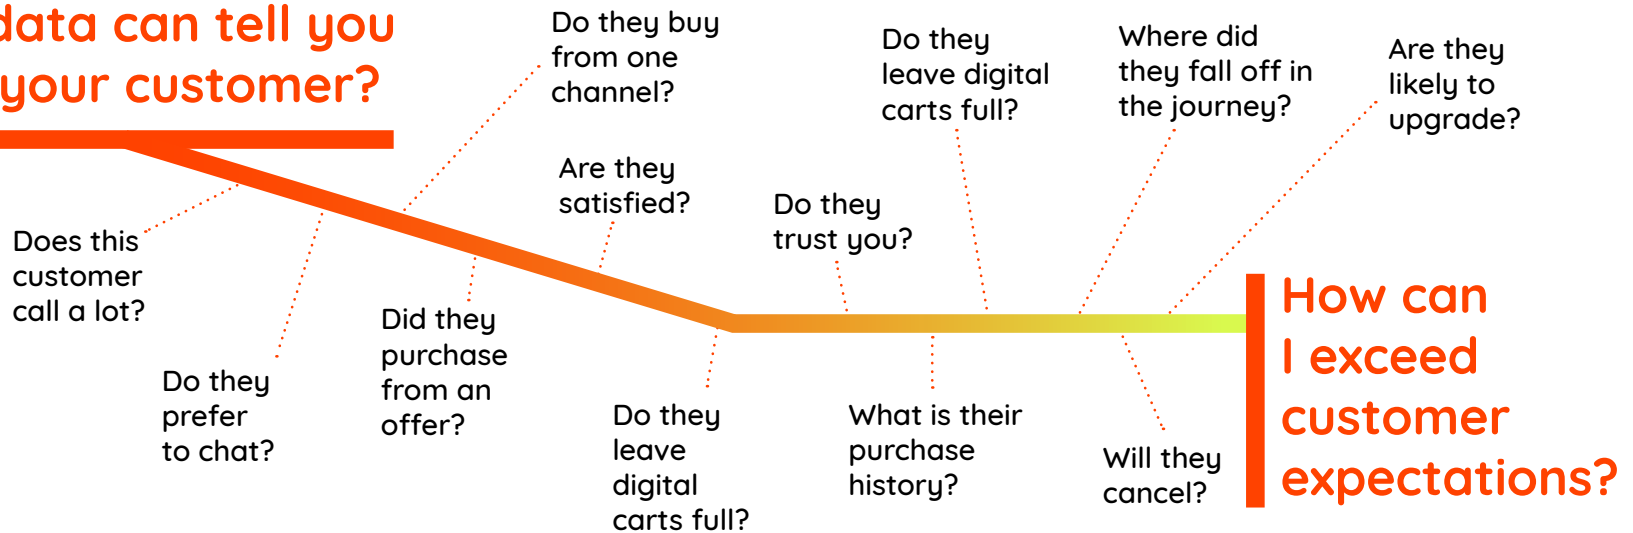 data can tell you
your customer?
Does this
customer
call a lot?
Do they
prefer
to chat?
Do they buy
from one
channel?
Did they
purchase
from an
offer?
Are they
satisfied?
Do they
leave
digital
carts full?
Do they
trust you?
What is their
purchase
history?
Do they
leave digital
carts full?
Where did
they fall off in
the journey?
Will they
cancel?
Are they
likely to
upgrade?
How can
I exceed
customer
expectations?